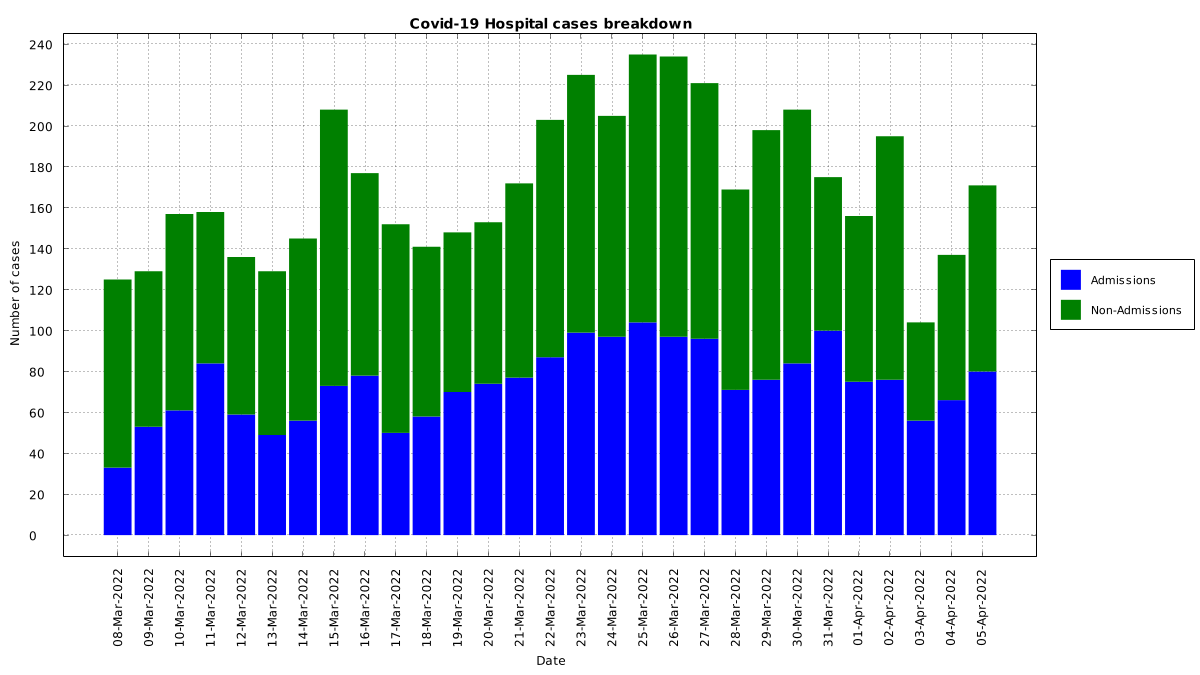 Covid-19 Hospital cases breakdown
240
220
200
180
160
140
120
100
80
60
40
20
0
Number of cases
08-Mar-2022
09-Mar-2022
10-Mar-2022
11-Mar-2022
12-Mar-2022
13-Mar-2022
14-Mar-2022
15-Mar-2022
16-Mar-2022
17-Mar-2022
18-Mar-2022
19-Mar-2022
20-Mar-2022
21-Mar-2022
22-Mar-2022
23-Mar-2022
24-Mar-2022
25-Mar-2022
26-Mar-2022
27-Mar-2022
28-Mar-2022
29-Mar-2022
30-Mar-2022
31-Mar-2022
01-Apr-2022
02-Apr-2022
03-Apr-2022
04-Apr-2022
05-Apr-2022
Date
Admissions
Non-Admissions